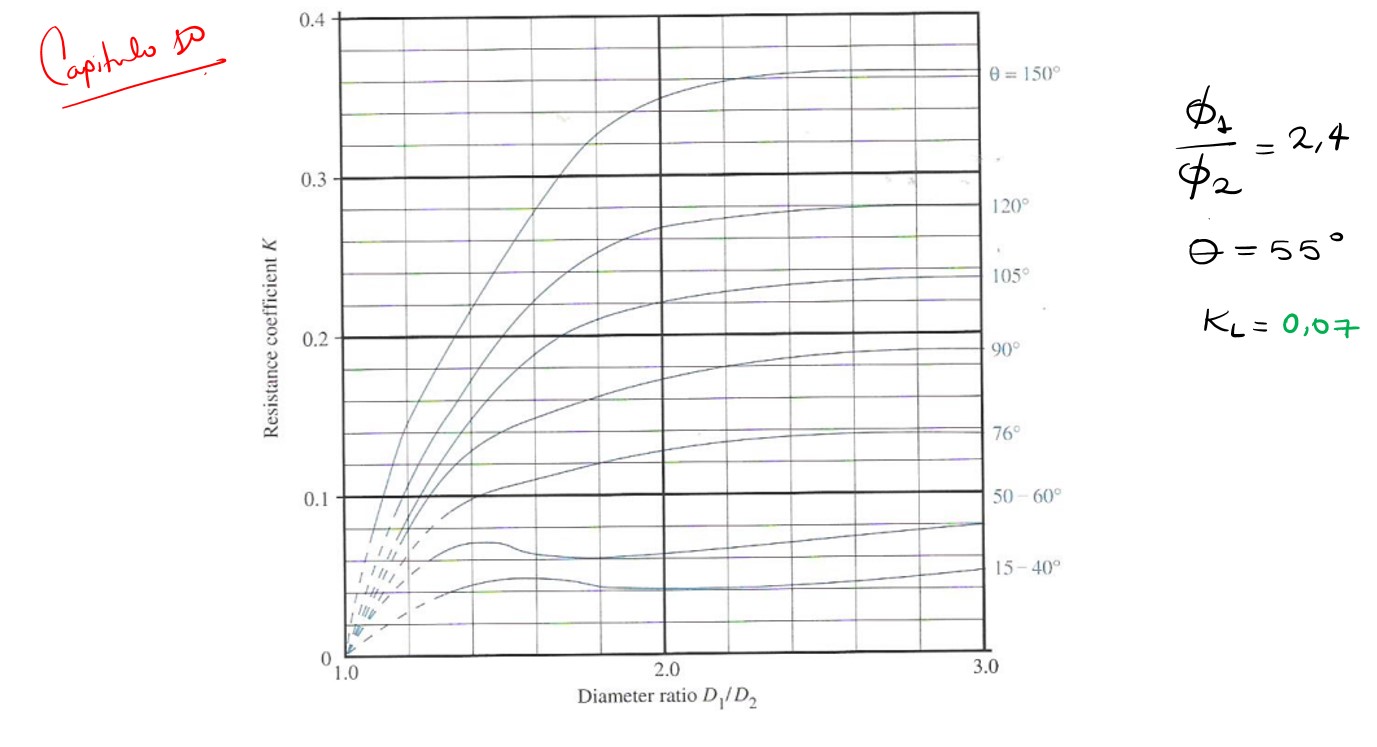 Capitulo 10
0.4
θ = 150°
0.3
120°
105°
0.2
90°
76°
0.1
50 – 60°
15 – 40°
0
1.0
2.0
3.0
Resistance coefficient K
Diameter ratio D₁/D₂
ϕ₁/ϕ₂ = 2,4
θ = 55°
K_L = 0,07